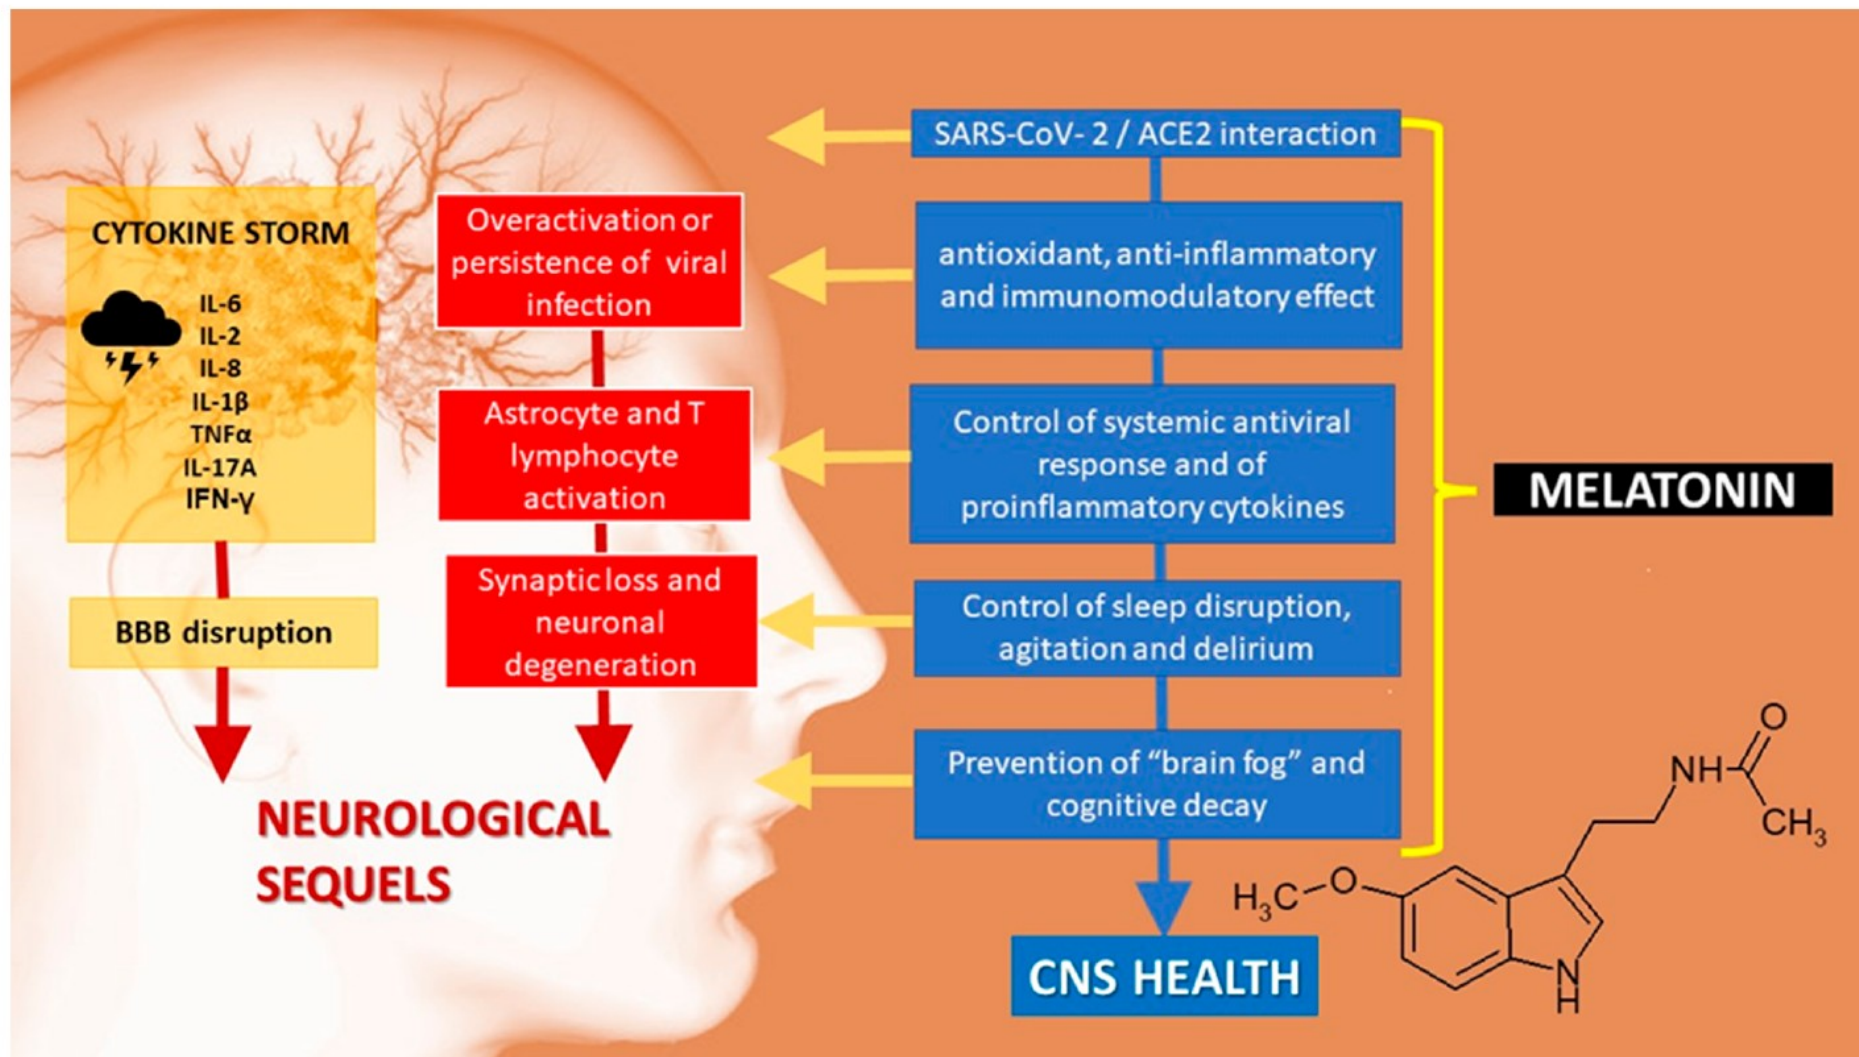 CYTOKINE STORM
IL-6
IL-2
IL-8
IL-1β
TNFα
IL-17A
IFN-γ
BBB disruption
Overactivation or
persistence of viral
infection
Astrocyte and T
lymphocyte
activation
Synaptic loss and
neuronal
degeneration
NEUROLOGICAL
SEQUELS
SARS-CoV- 2 / ACE2 interaction
antioxidant, anti-inflammatory
and immunomodulatory effect
Control of systemic antiviral
response and of
proinflammatory cytokines
Control of sleep disruption,
agitation and delirium
Prevention of “brain fog” and
cognitive decay
CNS HEALTH
MELATONIN
O
NH
CH3
H3C
O
N
H